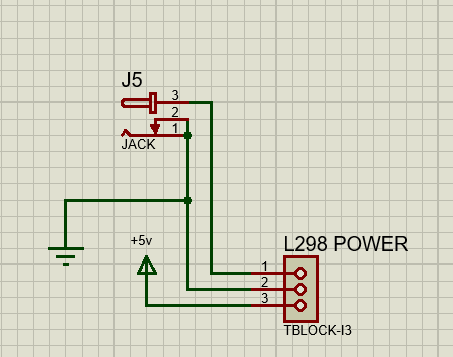 J5
3
2
1
JACK
+5v
L298 POWER
1
2
3
TBLOCK-I3